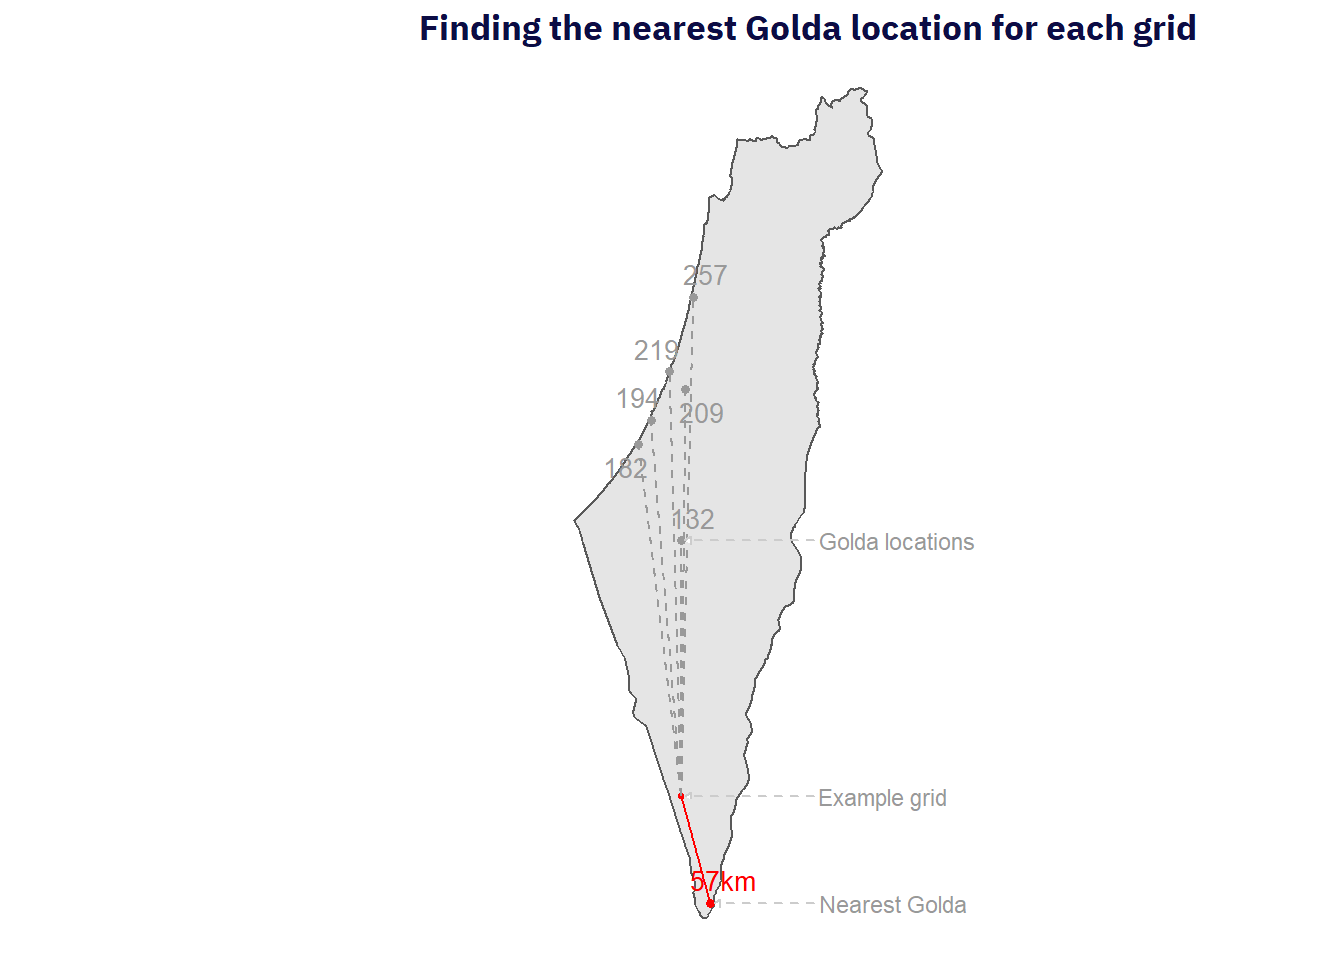 Finding the nearest Golda location for each grid
257
219
194
209
182
132
Golda locations
Example grid
57km
Nearest Golda